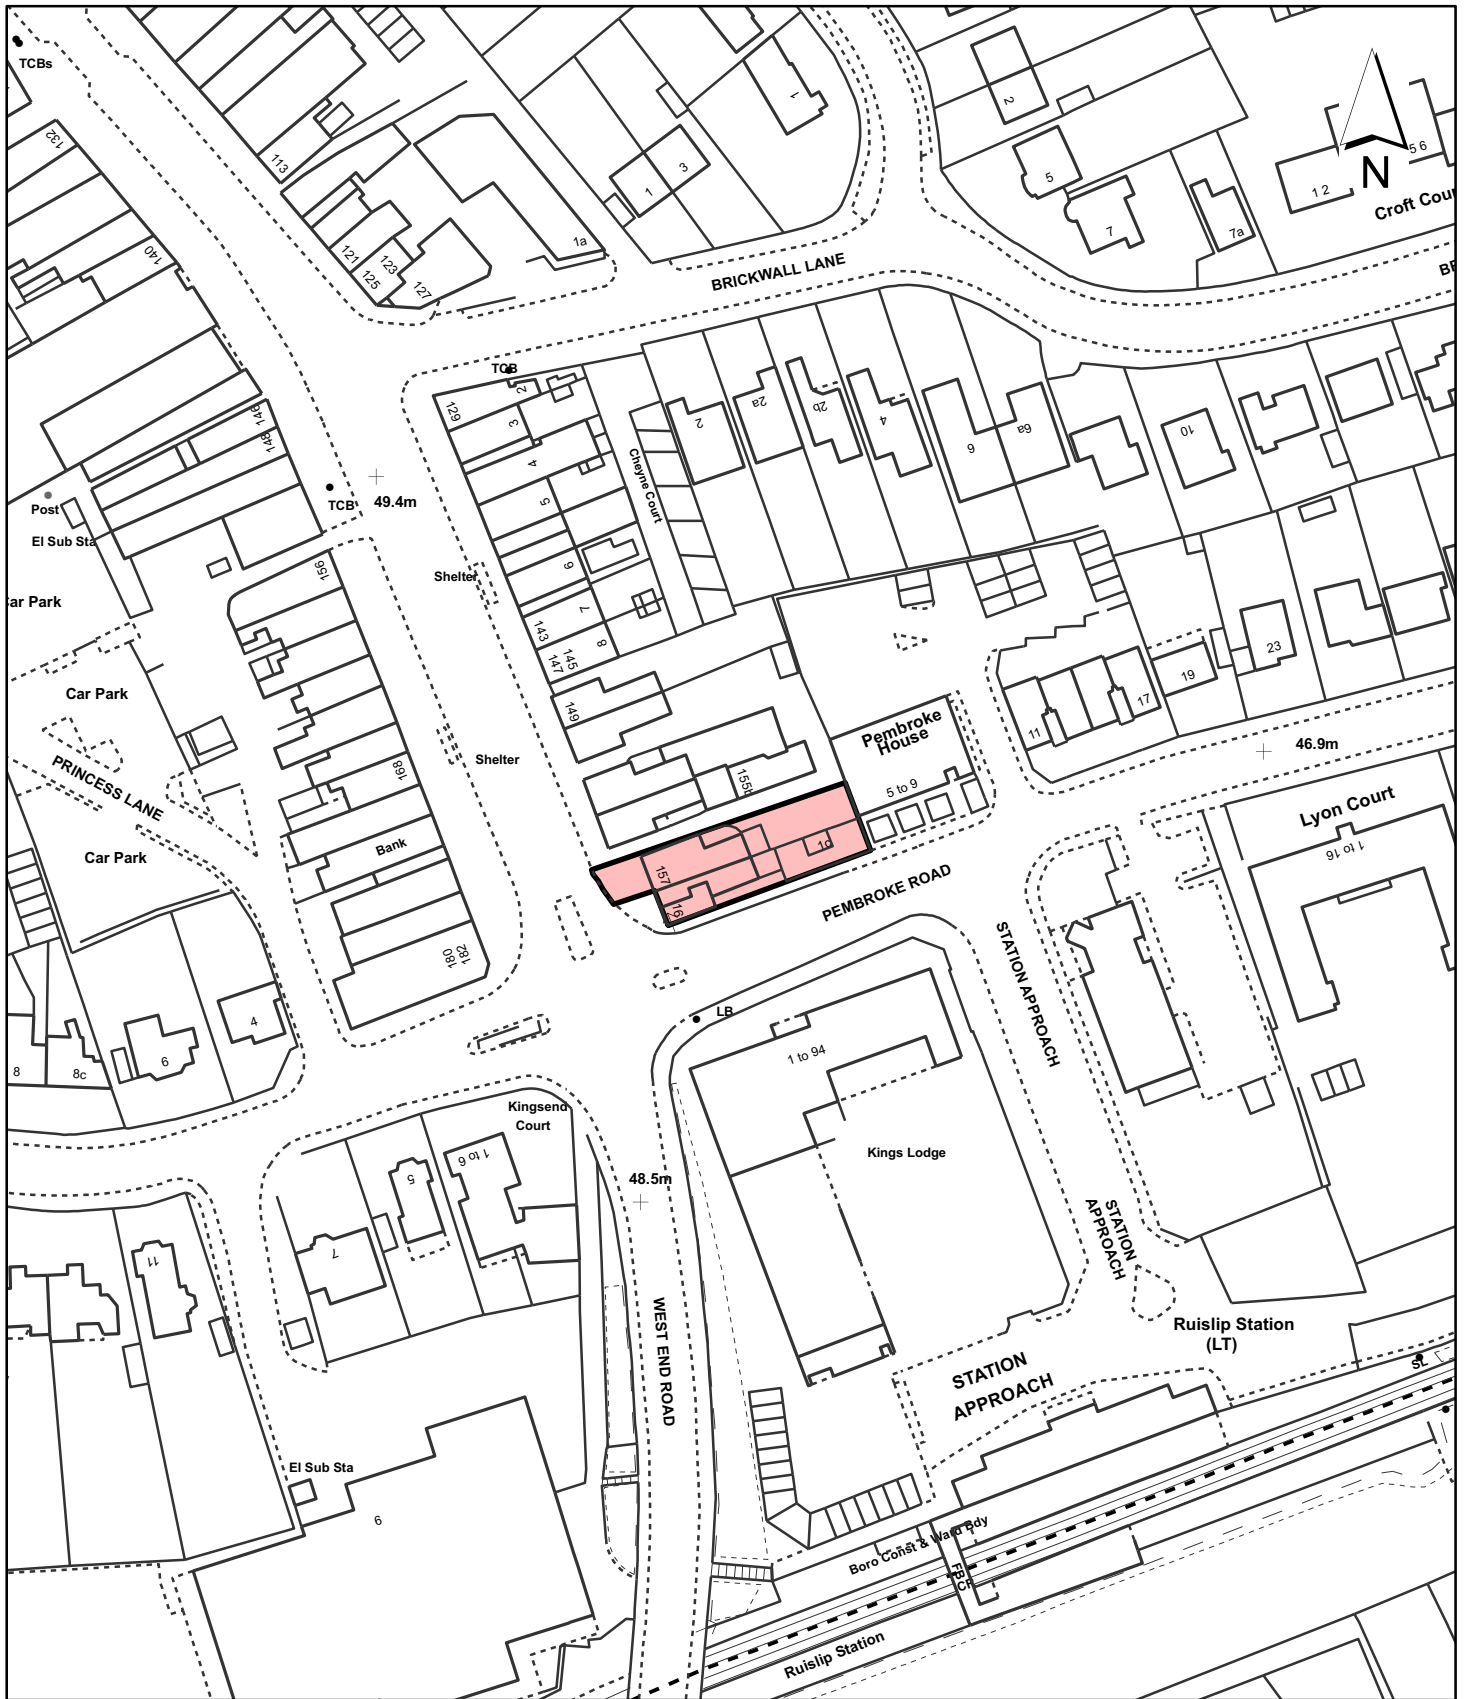 TCBs
132
113
1
2
5
5 6
N
1 2
Croft Cour
3
1
7
7a
140
1a
121
123
125
127
BRICKWALL LANE
BR
TCB
2
129
3
2
2a
2b
4
6
6a
10
146
148
4
Cheyne Court
5
49.4m
TCB
Post
El Sub Sta
156
Shelter
6
7
Car Park
143
8
145
147
23
19
17
Car Park
149
11
Pembroke
House
46.9m
PRINCESS LANE
Shelter
168
155b
5 to 9
Lyon Court
1 to 16
Car Park
Bank
157
1a
16
PEMBROKE ROAD
182
180
STATION APPROACH
LB
4
6
8
8c
1 to 94
Kingsend
Court
Kings Lodge
1 to 6
5
48.5m
7
11
STATION
APPROACH
WEST END ROAD
Ruislip Station
(LT)
SL
STATION
APPROACH
El Sub Sta
6
Boro Const & Ward Bdy
FB
CR
Ruislip Station